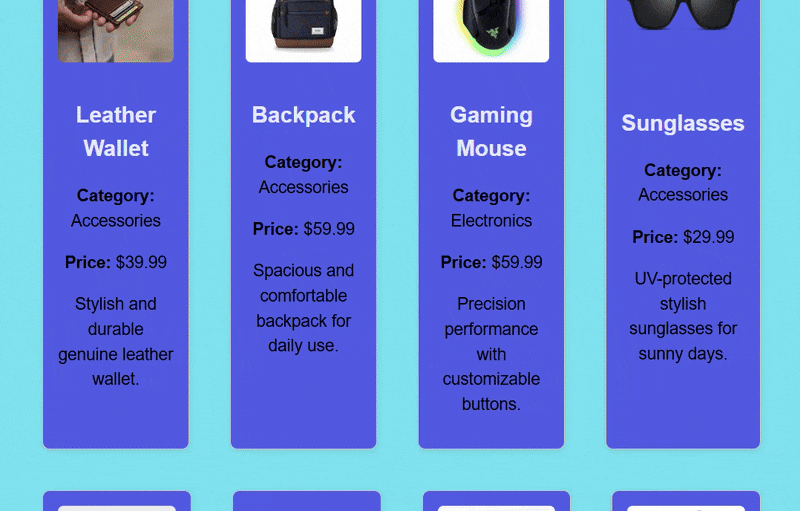 Leather
Wallet
Category:
Accessories
Price: $39.99
Stylish and
durable
genuine leather
wallet.
Backpack
Category:
Accessories
Price: $59.99
Spacious and
comfortable
backpack for
daily use.
Gaming
Mouse
Category:
Electronics
Price: $59.99
Precision
performance
with
customizable
buttons.
Sunglasses
Category:
Accessories
Price: $29.99
UV-protected
stylish
sunglasses for
sunny days.